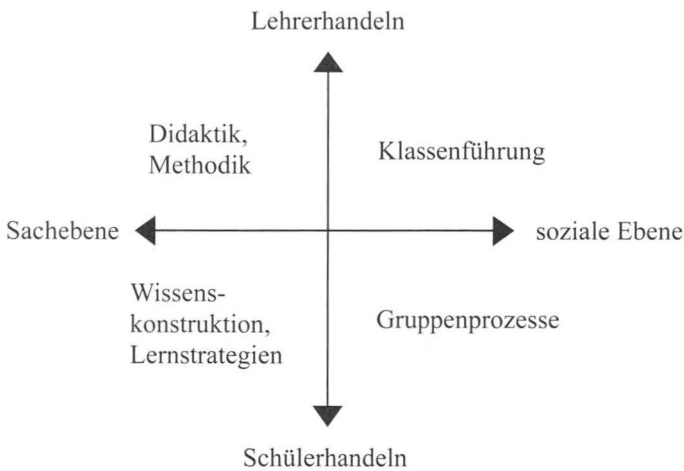 Lehrerhandeln
Didaktik,
Methodik
Klassenführung
Sachebene
soziale Ebene
Wissens-
konstruktion,
Lernstrategien
Gruppenprozesse
Schülerhandeln